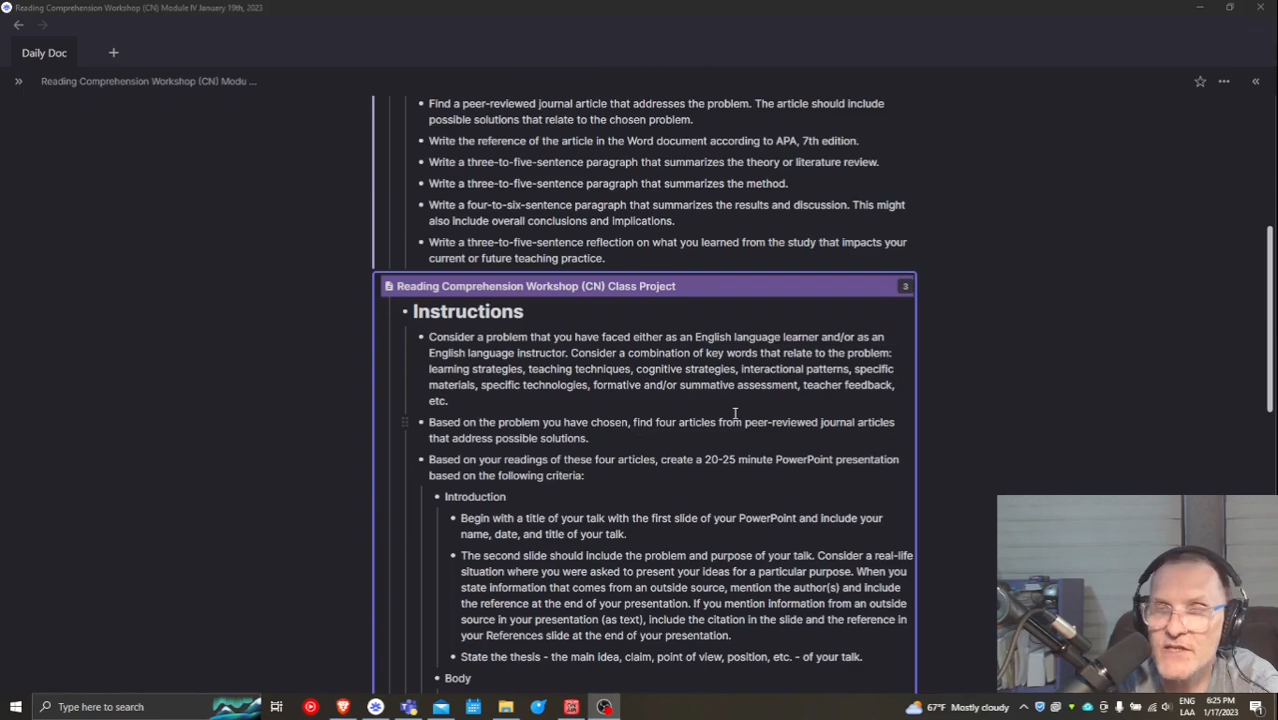 Reading Comprehension Workshop (CN) Module IV January 19th, 2023
Daily Doc
Reading Comprehension Workshop (CN) Modu ...
Find a peer-reviewed journal article that addresses the problem. The article should include
possible solutions that relate to the chosen problem.
Write the reference of the article in the Word document according to APA, 7th edition.
Write a three-to-five-sentence paragraph that summarizes the theory or literature review.
Write a three-to-five-sentence paragraph that summarizes the method.
Write a four-to-six-sentence paragraph that summarizes the results and discussion. This might
also include overall conclusions and implications.
Write a three-to-five-sentence reflection on what you learned from the study that impacts your
current or future teaching practice.
Reading Comprehension Workshop (CN) Class Project 3
Instructions
Consider a problem that you have faced either as an English language learner and/or as an
English language instructor. Consider a combination of key words that relate to the problem:
learning strategies, teaching techniques, cognitive strategies, interactional patterns, specific
materials, specific technologies, formative and/or summative assessment, teacher feedback,
etc.
Based on the problem you have chosen, find four articles from peer-reviewed journal articles
that address possible solutions.
Based on your readings of these four articles, create a 20-25 minute PowerPoint presentation
based on the following criteria:
Introduction
Begin with a title of your talk with the first slide of your PowerPoint and include your
name, date, and title of your talk.
The second slide should include the problem and purpose of your talk. Consider a real-life
situation where you were asked to present your ideas for a particular purpose. When you
state information that comes from an outside source, mention the author(s) and include
the reference at the end of your presentation. If you mention information from an outside
source in your presentation (as text), include the citation in the slide and the reference in
your References slide at the end of your presentation.
State the thesis - the main idea, claim, point of view, position, etc. - of your talk.
Body
Type here to search
67°F Mostly cloudy
ENG
LAA
6:25 PM
1/17/2023